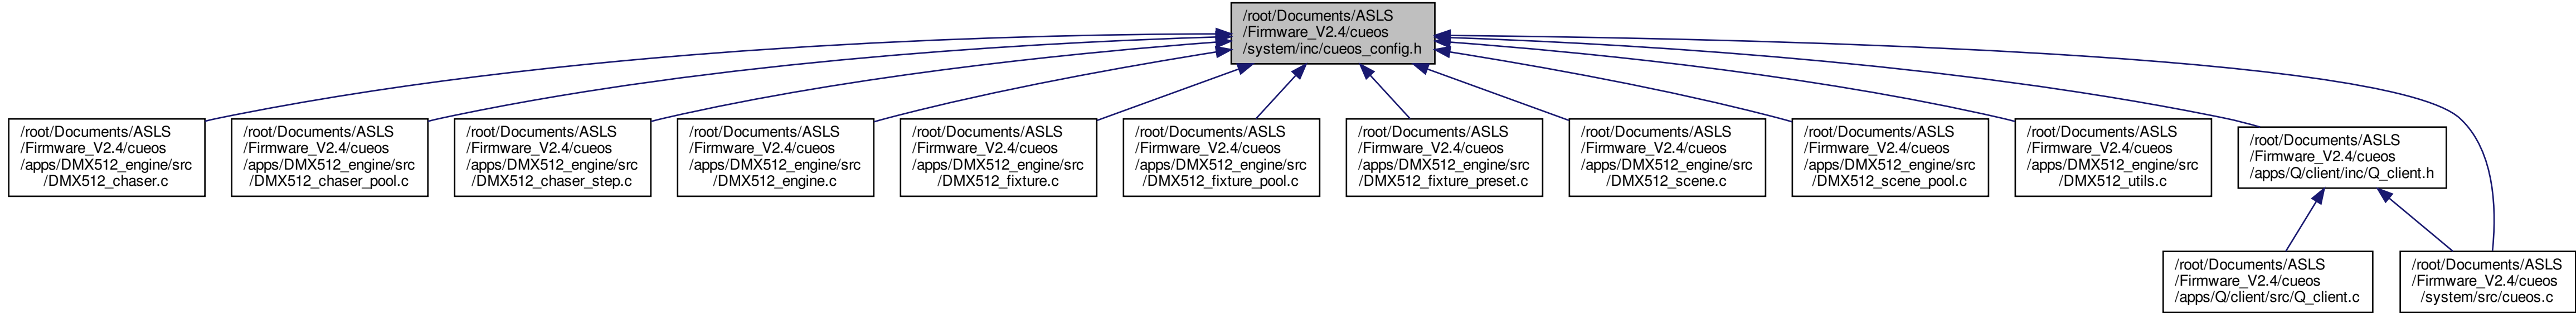 /root/Documents/ASLS
/Firmware_V2.4/cueos
/system/inc/cueos_config.h
/root/Documents/ASLS
/Firmware_V2.4/cueos
/apps/DMX512_engine/src
/DMX512_chaser.c
/root/Documents/ASLS
/Firmware_V2.4/cueos
/apps/DMX512_engine/src
/DMX512_chaser_pool.c
/root/Documents/ASLS
/Firmware_V2.4/cueos
/apps/DMX512_engine/src
/DMX512_chaser_step.c
/root/Documents/ASLS
/Firmware_V2.4/cueos
/apps/DMX512_engine/src
/DMX512_engine.c
/root/Documents/ASLS
/Firmware_V2.4/cueos
/apps/DMX512_engine/src
/DMX512_fixture.c
/root/Documents/ASLS
/Firmware_V2.4/cueos
/apps/DMX512_engine/src
/DMX512_fixture_pool.c
/root/Documents/ASLS
/Firmware_V2.4/cueos
/apps/DMX512_engine/src
/DMX512_fixture_preset.c
/root/Documents/ASLS
/Firmware_V2.4/cueos
/apps/DMX512_engine/src
/DMX512_scene.c
/root/Documents/ASLS
/Firmware_V2.4/cueos
/apps/DMX512_engine/src
/DMX512_scene_pool.c
/root/Documents/ASLS
/Firmware_V2.4/cueos
/apps/DMX512_engine/src
/DMX512_utils.c
/root/Documents/ASLS
/Firmware_V2.4/cueos
/apps/Q/client/inc/Q_client.h
/root/Documents/ASLS
/Firmware_V2.4/cueos
/apps/Q/client/src/Q_client.c
/root/Documents/ASLS
/Firmware_V2.4/cueos
/system/src/cueos.c